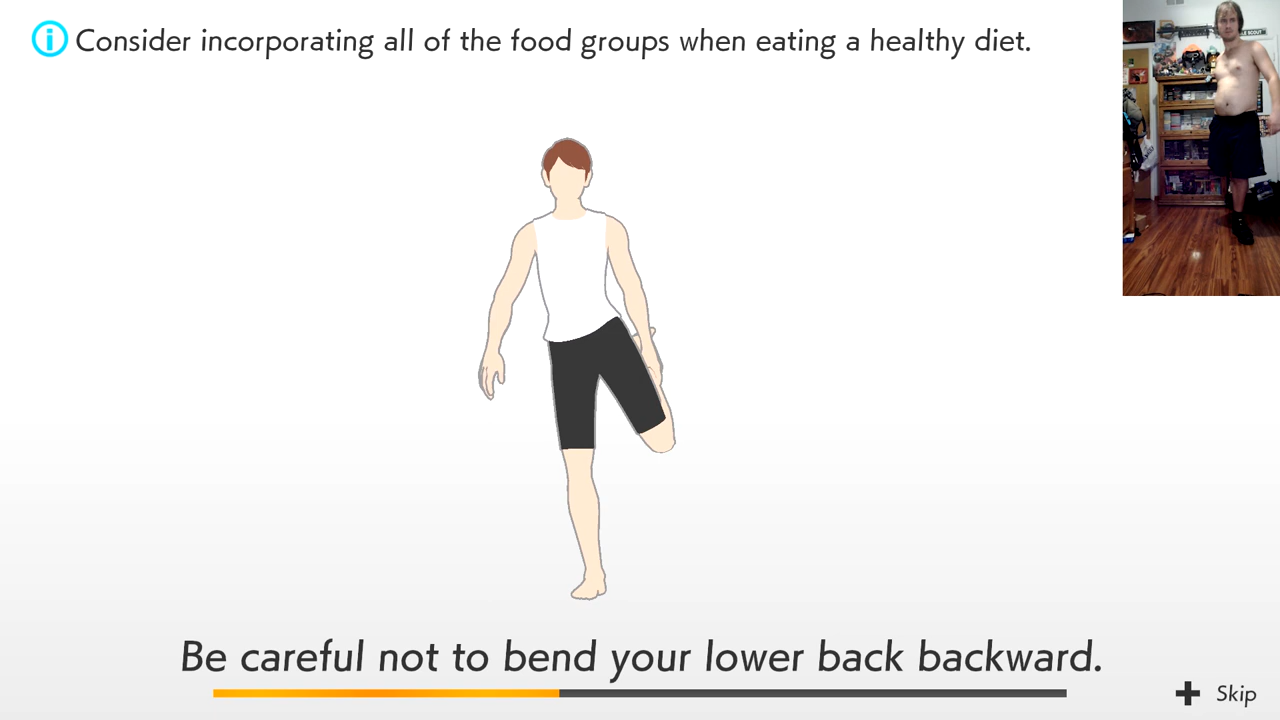 Consider incorporating all of the food groups when eating a healthy diet.
Be careful not to bend your lower back backward.
Skip